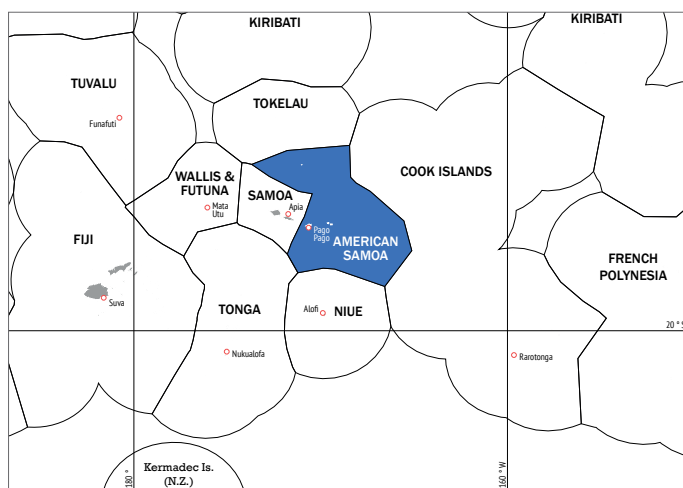 KIRIBATI
KIRIBATI
TUVALU
Funafuti
TOKELAU
WALLIS &
FUTUNA
Mata
Utu
SAMOA
Apia
COOK ISLANDS
Pago
Pago
AMERICAN
SAMOA
FIJI
Suva
FRENCH
POLYNESIA
TONGA
Alofi
NIUE
20 ° S
Nukualofa
Rarotonga
Kermadec Is.
(N.Z.)
180 °
160 ° W